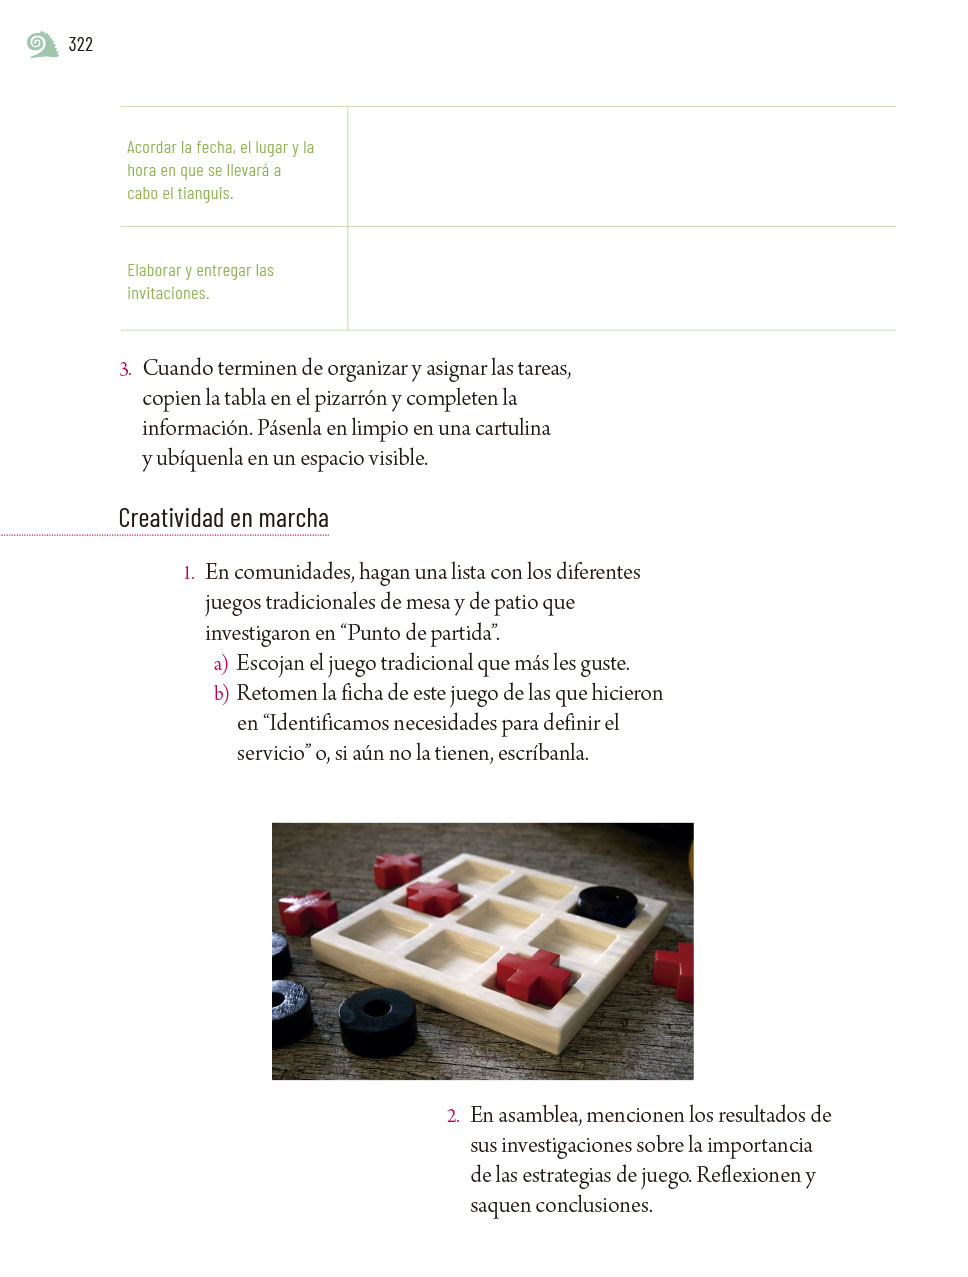 322
Acordar la fecha, el lugar y la
hora en que se llevará a
cabo el tianguis.
Elaborar y entregar las
invitaciones.
3. Cuando terminen de organizar y asignar las tareas,
copien la tabla en el pizarrón y completen la
información. Pásenla en limpio en una cartulina
y ubíquenla en un espacio visible.
Creatividad en marcha
1. En comunidades, hagan una lista con los diferentes
juegos tradicionales de mesa y de patio que
investigaron en “Punto de partida”.
a) Escojan el juego tradicional que más les guste.
b) Retomen la ficha de este juego de las que hicieron
en “Identificamos necesidades para definir el
servicio” o, si aún no la tienen, escríbanla.
2. En asamblea, mencionen los resultados de
sus investigaciones sobre la importancia
de las estrategias de juego. Reflexionen y
saquen conclusiones.